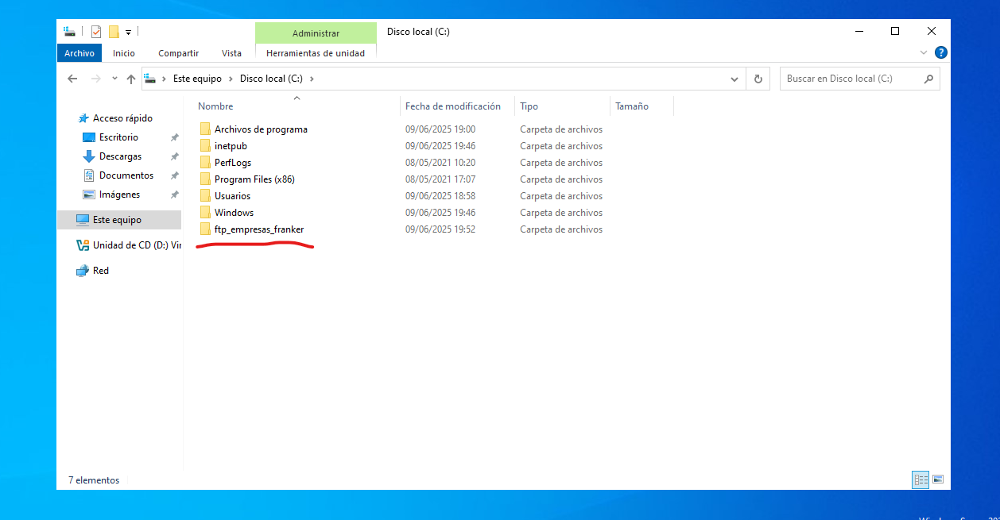 Administrar
Disco local (C:)
Archivo
Inicio
Compartir
Vista
Herramientas de unidad
Este equipo
Disco local (C:)
Buscar en Disco local (C:)
Nombre
Fecha de modificación
Tipo
Tamaño
Acceso rápido
Escritorio
Descargas
Documentos
Imágenes
Este equipo
Unidad de CD (D:) Vir
Red
Archivos de programa 09/06/2025 19:00 Carpeta de archivos
inetpub 09/06/2025 19:46 Carpeta de archivos
PerfLogs 08/05/2021 10:20 Carpeta de archivos
Program Files (x86) 08/05/2021 17:07 Carpeta de archivos
Usuarios 09/06/2025 18:58 Carpeta de archivos
Windows 09/06/2025 19:46 Carpeta de archivos
ftp_empresas_franker 09/06/2025 19:52 Carpeta de archivos
7 elementos